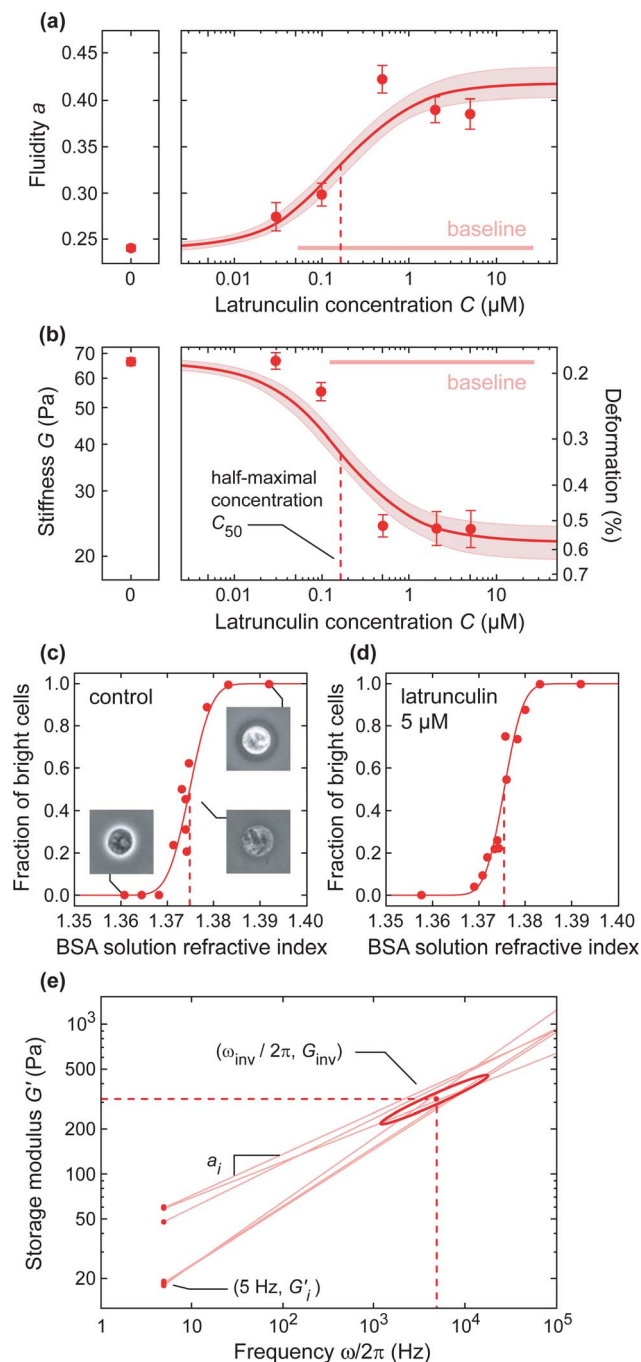 (a)
0.45
0.40
0.35
0.30
0.25
Fluidity a
baseline
0
0.01
0.1
1
10
Latrunculin concentration C (µM)
(b)
70
60
50
40
30
20
Stiffness G (Pa)
baseline
half-maximal
concentration
C50
0.2
0.3
0.4
0.5
0.6
0.7
Deformation (%)
0
0.01
0.1
1
10
Latrunculin concentration C (µM)
(c)
1.0
0.8
0.6
0.4
0.2
0.0
Fraction of bright cells
control
1.35
1.36
1.37
1.38
1.39
1.40
BSA solution refractive index
(d)
1.0
0.8
0.6
0.4
0.2
0.0
Fraction of bright cells
latrunculin
5 µM
1.35
1.36
1.37
1.38
1.39
1.40
BSA solution refractive index
(e)
10³
500
200
100
50
20
Storage modulus G′ (Pa)
(ωinv / 2π, Ginv)
ai
(5 Hz, G′i)
1
10
10²
10³
10⁴
10⁵
Frequency ω/2π (Hz)